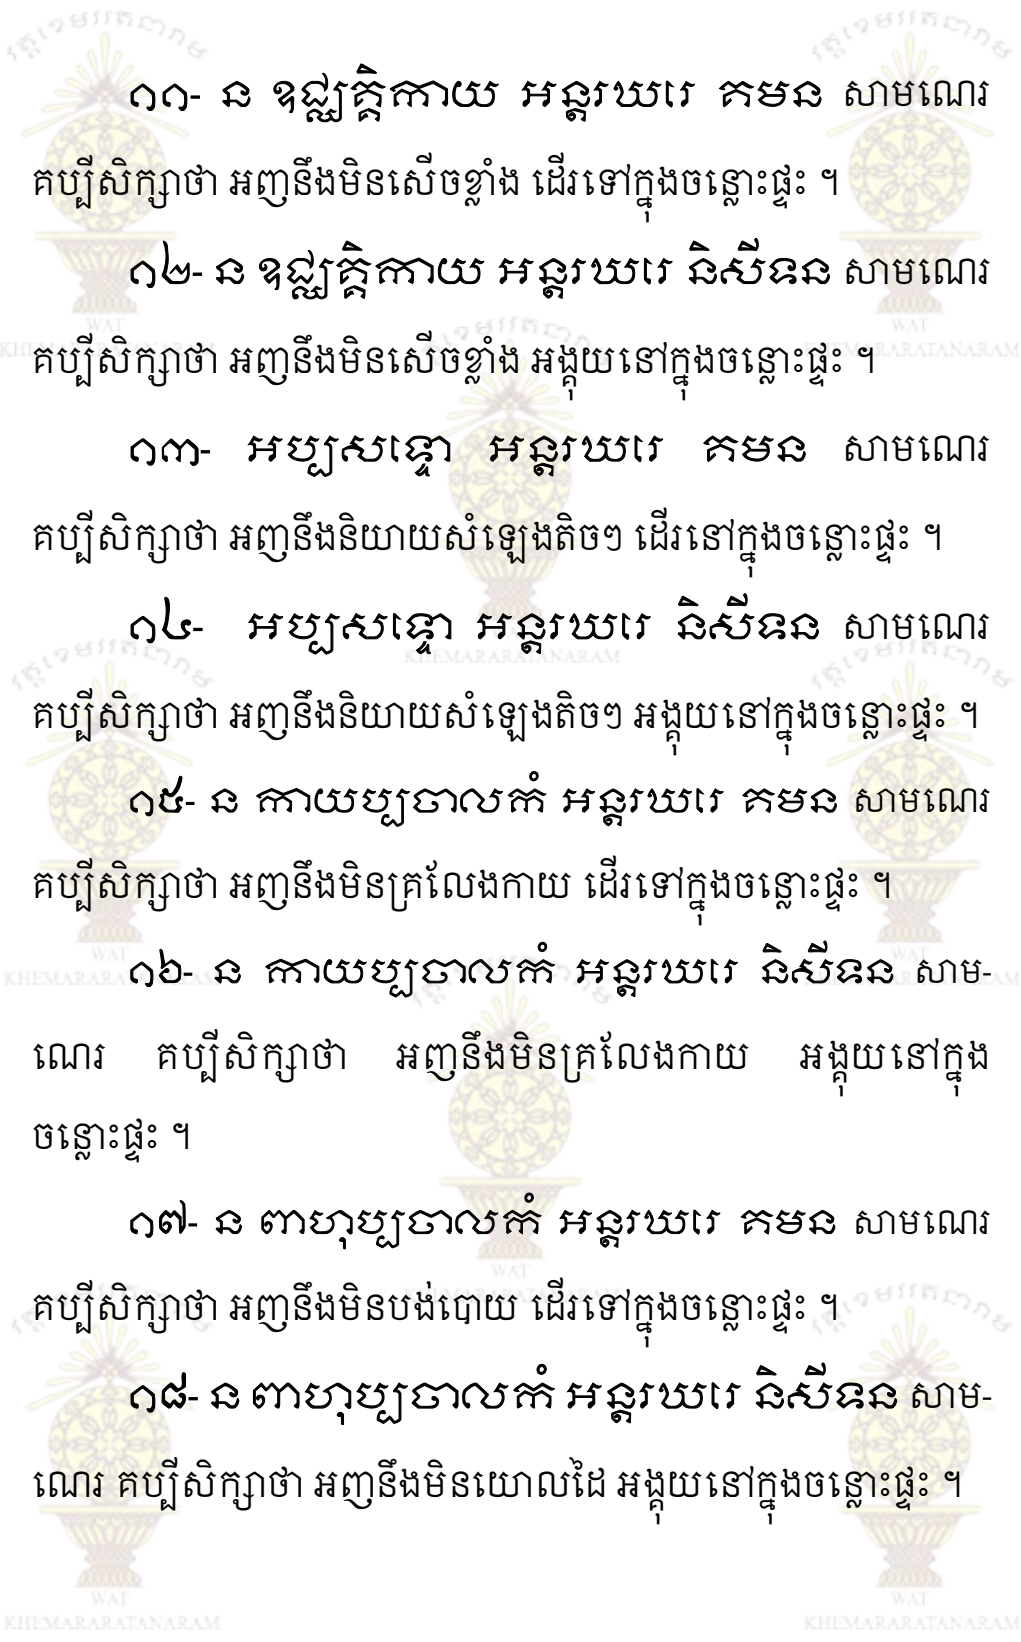 ១១- ន ឧជ្ឈគ្គិកាយ អន្តរឃរេ គមន សាមណេរ
គប្បីសិក្សាថា អញនឹងមិនសើចខ្លាំង ដើរទៅក្នុងចន្លោះផ្ទះ ។
១២- ន ឧជ្ឈគ្គិកាយ អន្តរឃរេ និសីទន សាមណេរ
គប្បីសិក្សាថា អញនឹងមិនសើចខ្លាំង អង្គុយនៅក្នុងចន្លោះផ្ទះ ។
១៣- អប្បសទ្ទោ អន្តរឃរេ គមន សាមណេរ
គប្បីសិក្សាថា អញនឹងនិយាយសំឡេងតិចៗ ដើរនៅក្នុងចន្លោះផ្ទះ ។
១៤- អប្បសទ្ទោ អន្តរឃរេ និសីទន សាមណេរ
គប្បីសិក្សាថា អញនឹងនិយាយសំឡេងតិចៗ អង្គុយនៅក្នុងចន្លោះផ្ទះ ។
១៥- ន កាយប្បចាលកំ អន្តរឃរេ គមន សាមណេរ
គប្បីសិក្សាថា អញនឹងមិនគ្រលែងកាយ ដើរទៅក្នុងចន្លោះផ្ទះ ។
១៦- ន កាយប្បចាលកំ អន្តរឃរេ និសីទន សាម-
ណេរ គប្បីសិក្សាថា អញនឹងមិនគ្រលែងកាយ អង្គុយនៅក្នុង
ចន្លោះផ្ទះ ។
១៧- ន ពាហុប្បចាលកំ អន្តរឃរេ គមន សាមណេរ
គប្បីសិក្សាថា អញនឹងមិនបង់បោយ ដើរទៅក្នុងចន្លោះផ្ទះ ។
១៨- ន ពាហុប្បចាលកំ អន្តរឃរេ និសីទន សាម-
ណេរ គប្បីសិក្សាថា អញនឹងមិនយោលដៃ អង្គុយនៅក្នុងចន្លោះផ្ទះ ។
WAT
KHEMARARATANARAM